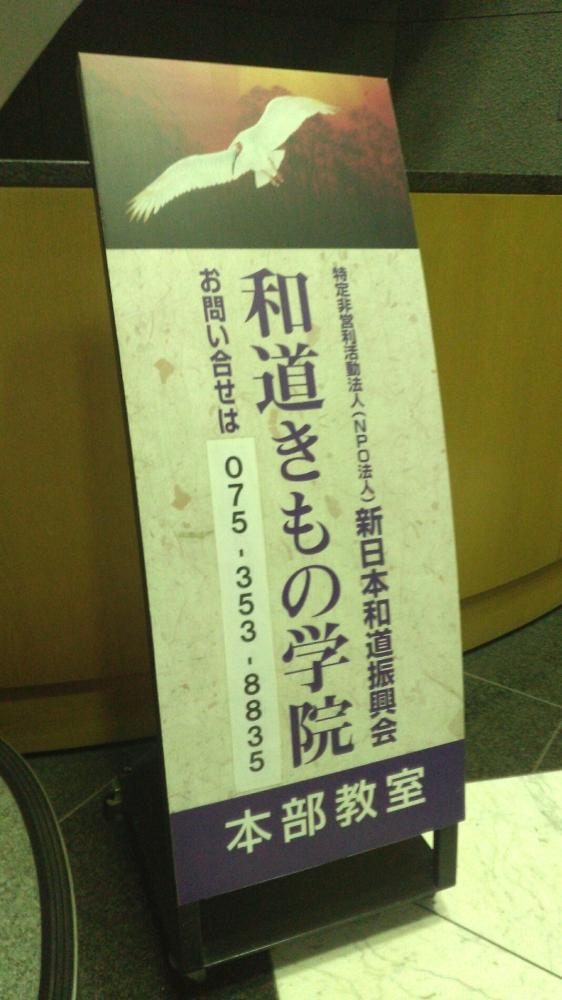 特定非営利活動法人(NPO法人)新日本和道振興会
和道きもの学院
お問い合せは 075-353-8835
本部教室